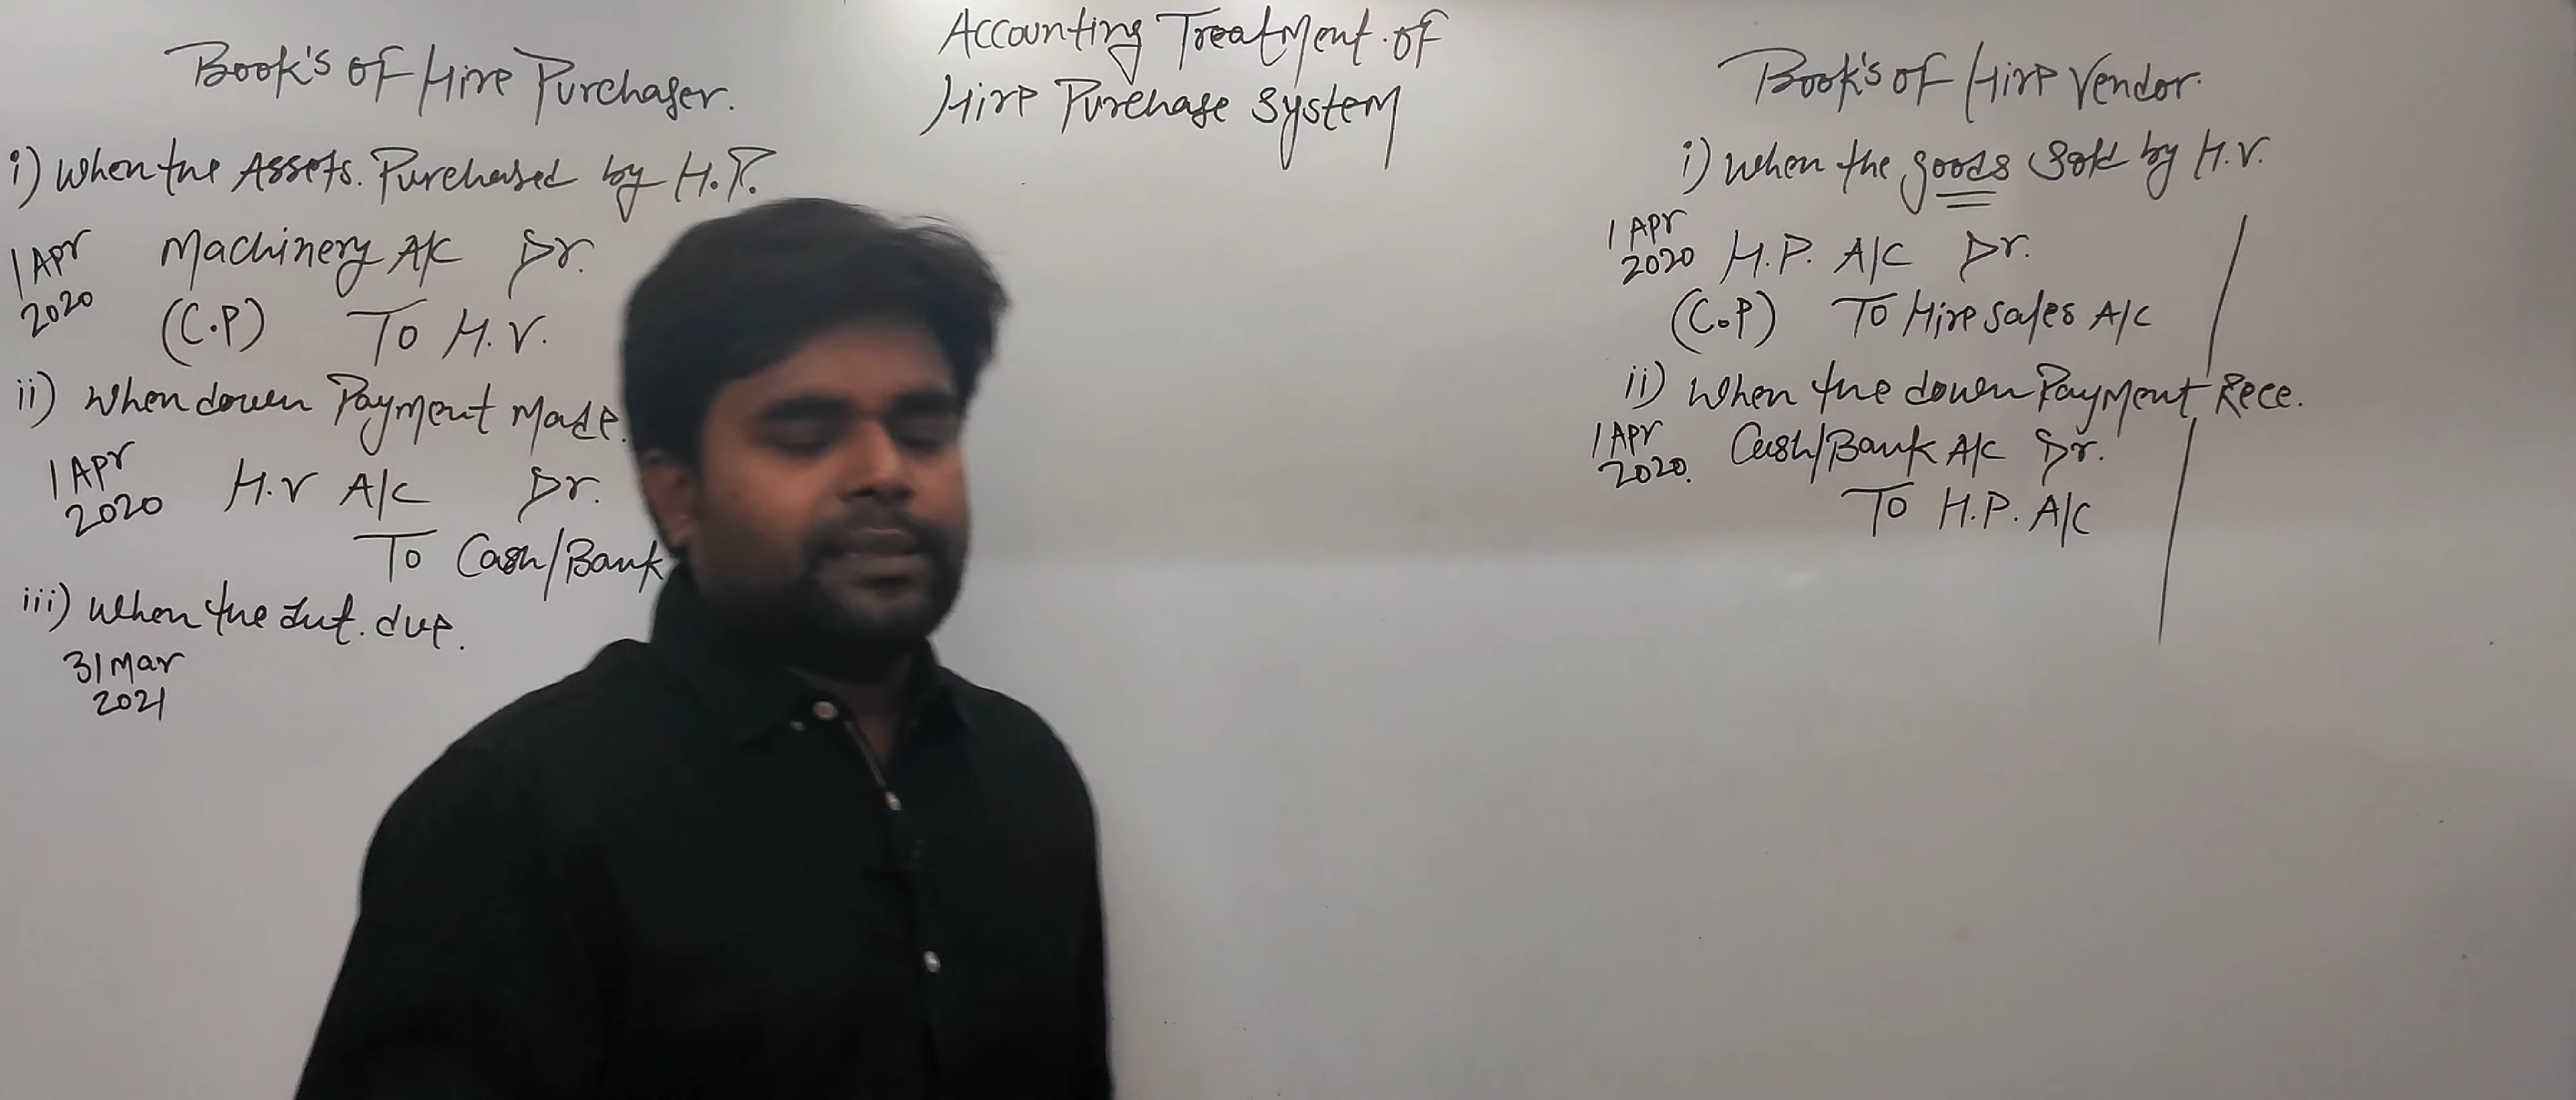 Accounting Treatment of
Hire Purchase System
Book's of Hire Purchaser.
i) When the Assets. Purchased by H.P.
1 Apr
2020
Machinery A/c Dr.
(C.P) To H.V.
ii) When down Payment Made.
1 Apr
2020
H.V A/c Dr.
To Cash/Bank
iii) When the Int. due.
31 Mar
2021
Book's of Hire Vendor.
i) When the goods Sold by H.V.
1 Apr
2020
H.P. A/c Dr.
(C.P) To Hire Sales A/c
ii) When the down Payment Rece.
1 Apr
2020.
Cash/Bank A/c Dr.
To H.P. A/c